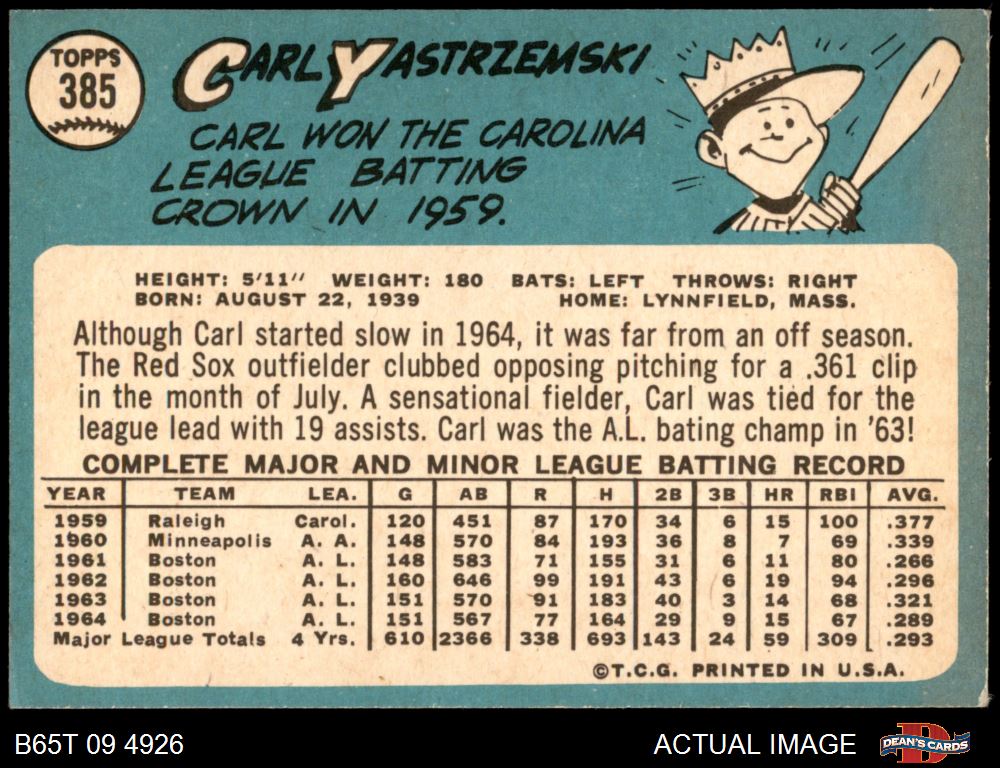 TOPPS
385
CARL YASTRZEMSKI
CARL WON THE CAROLINA
LEAGUE BATTING
CROWN IN 1959.
HEIGHT: 5'11" WEIGHT: 180 BATS: LEFT THROWS: RIGHT
BORN: AUGUST 22, 1939 HOME: LYNNFIELD, MASS.
Although Carl started slow in 1964, it was far from an off season.
The Red Sox outfielder clubbed opposing pitching for a .361 clip
in the month of July. A sensational fielder, Carl was tied for the
league lead with 19 assists. Carl was the A.L. bating champ in '63!
COMPLETE MAJOR AND MINOR LEAGUE BATTING RECORD
YEAR TEAM LEA. G AB R H 2B 3B HR RBI AVG.
1959 Raleigh Carol. 120 451 87 170 34 6 15 100 .377
1960 Minneapolis A. A. 148 570 84 193 36 8 7 69 .339
1961 Boston A. L. 148 583 71 155 31 6 11 80 .266
1962 Boston A. L. 160 646 99 191 43 6 19 94 .296
1963 Boston A. L. 151 570 91 183 40 3 14 68 .321
1964 Boston A. L. 151 567 77 164 29 9 15 67 .289
Major League Totals 4 Yrs. 610 2366 338 693 143 24 59 309 .293
©T.C.G. PRINTED IN U.S.A.
B65T 09 4926 ACTUAL IMAGE DEAN'S CARDS